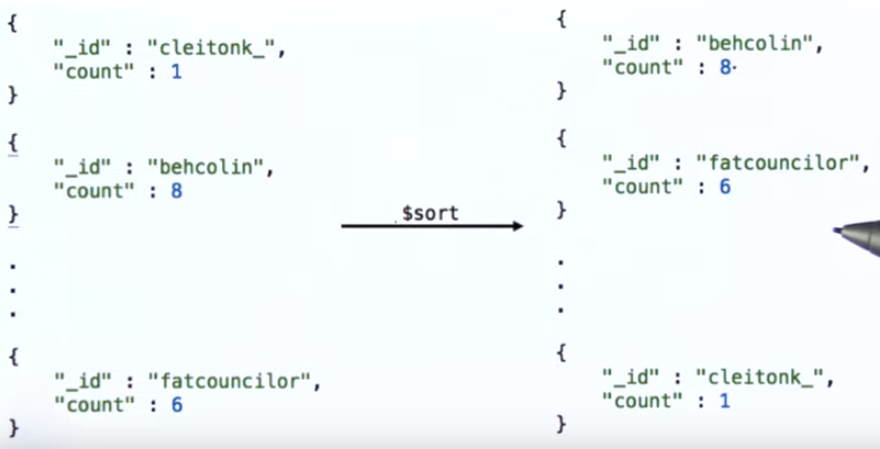 {
"_id" : "cleitonk_",
"count" : 1
}
{
"_id" : "behcolin",
"count" : 8
}
.
.
.
{
"_id" : "fatcouncilor",
"count" : 6
}
$sort
{
"_id" : "behcolin",
"count" : 8
}
{
"_id" : "fatcouncilor",
"count" : 6
}
.
.
.
{
"_id" : "cleitonk_",
"count" : 1
}